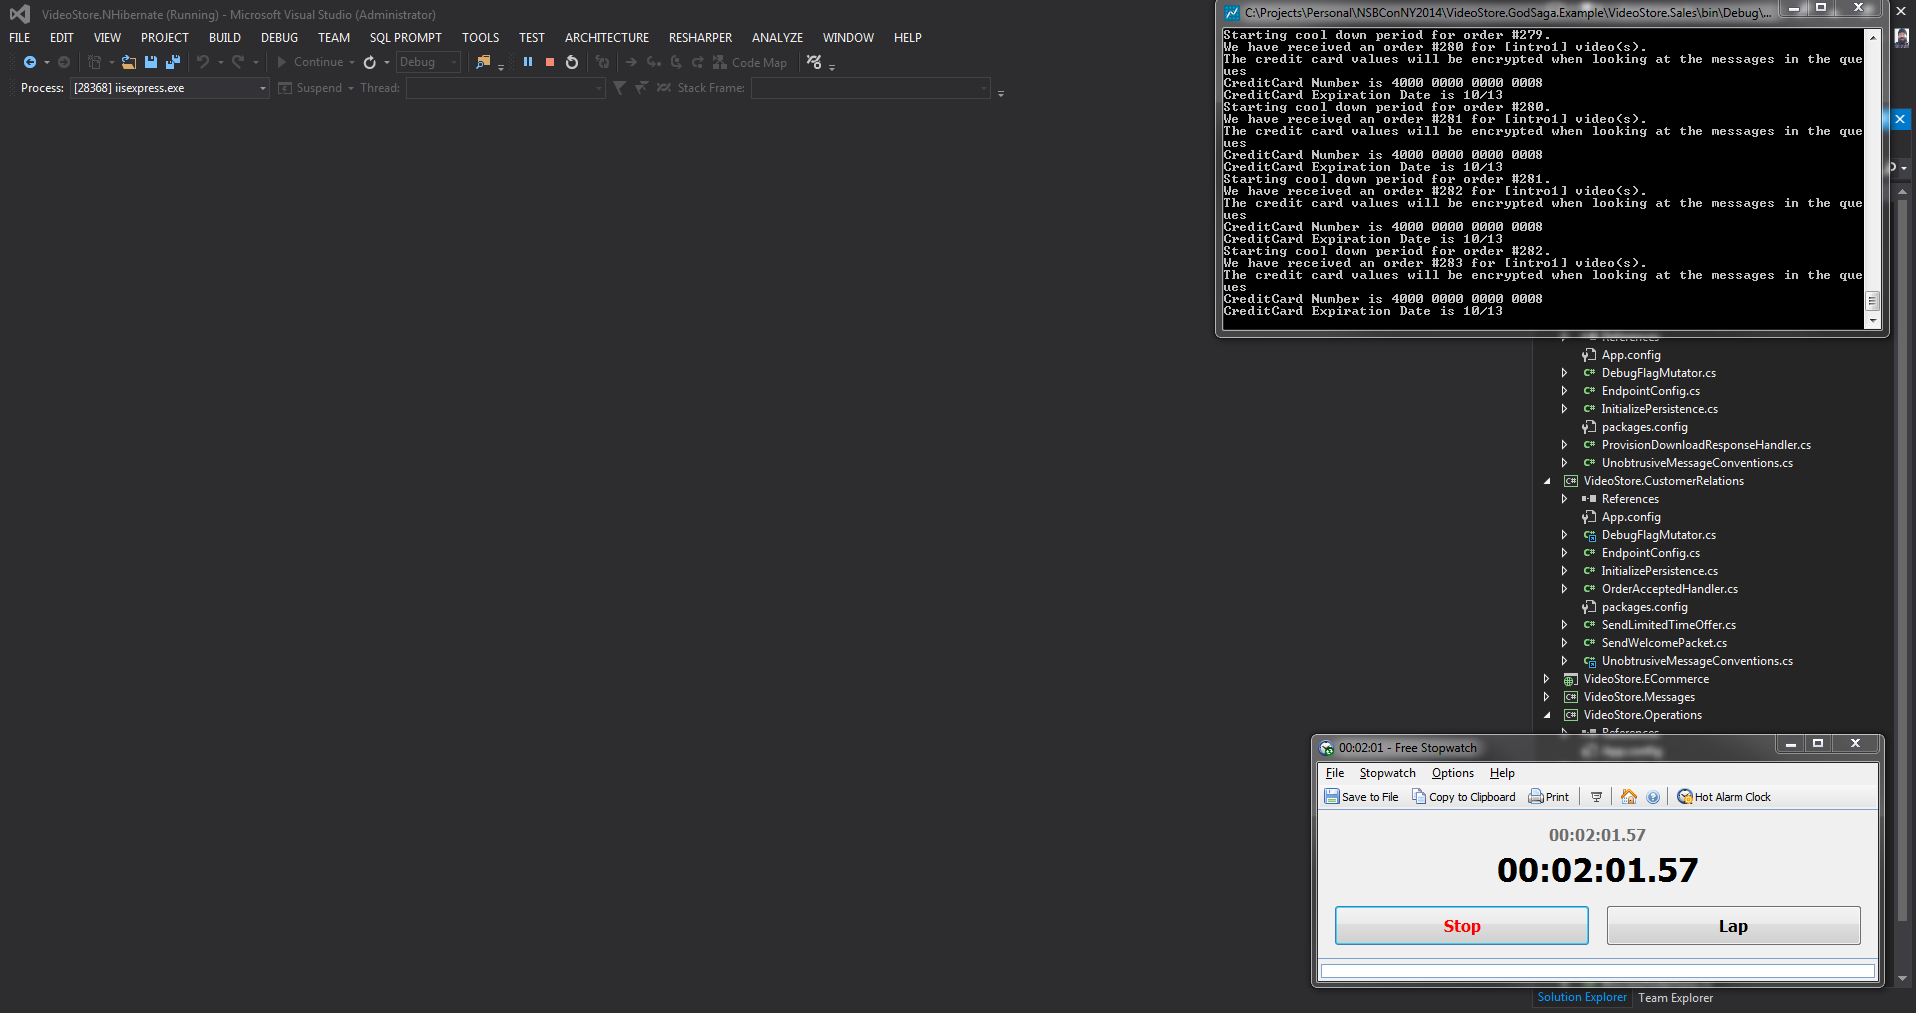 VideoStore.NHibernate (Running) - Microsoft Visual Studio (Administrator)
FILE EDIT VIEW PROJECT BUILD DEBUG TEAM SQL PROMPT TOOLS TEST ARCHITECTURE RESHARPER ANALYZE WINDOW HELP
Continue Debug Code Map
Process: [28368] iisexpress.exe Suspend Thread: Stack Frame:
C:\Projects\Personal\NSBConNY2014\VideoStore.GodSaga.Example\VideoStore.Sales\bin\Debug\...
Starting cool down period for order #279.
We have received an order #280 for [intro1] video(s).
The credit card values will be encrypted when looking at the messages in the que
ues
CreditCard Number is 4000 0000 0000 0008
CreditCard Expiration Date is 10/13
Starting cool down period for order #280.
We have received an order #281 for [intro1] video(s).
The credit card values will be encrypted when looking at the messages in the que
ues
CreditCard Number is 4000 0000 0000 0008
CreditCard Expiration Date is 10/13
Starting cool down period for order #281.
We have received an order #282 for [intro1] video(s).
The credit card values will be encrypted when looking at the messages in the que
ues
CreditCard Number is 4000 0000 0000 0008
CreditCard Expiration Date is 10/13
Starting cool down period for order #282.
We have received an order #283 for [intro1] video(s).
The credit card values will be encrypted when looking at the messages in the que
ues
CreditCard Number is 4000 0000 0000 0008
CreditCard Expiration Date is 10/13
References
App.config
DebugFlagMutator.cs
EndpointConfig.cs
InitializePersistence.cs
packages.config
ProvisionDownloadResponseHandler.cs
UnobtrusiveMessageConventions.cs
VideoStore.CustomerRelations
References
App.config
DebugFlagMutator.cs
EndpointConfig.cs
InitializePersistence.cs
OrderAcceptedHandler.cs
packages.config
SendLimitedTimeOffer.cs
SendWelcomePacket.cs
UnobtrusiveMessageConventions.cs
VideoStore.ECommerce
VideoStore.Messages
VideoStore.Operations
References
App.config
00:02:01 - Free Stopwatch
File Stopwatch Options Help
Save to File Copy to Clipboard Print Hot Alarm Clock
00:02:01.57
00:02:01.57
Stop Lap
Solution Explorer Team Explorer